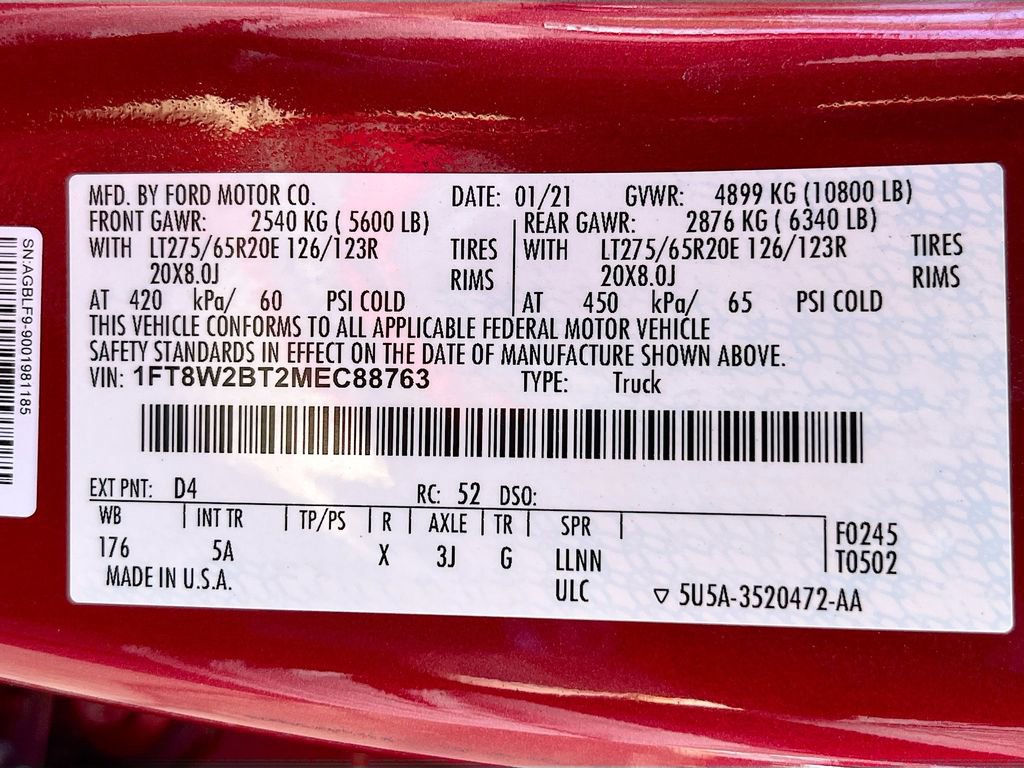 MFD. BY FORD MOTOR CO. DATE: 01/21 GVWR: 4899 KG (10800 LB)
FRONT GAWR: 2540 KG ( 5600 LB) REAR GAWR: 2876 KG ( 6340 LB)
WITH LT275/65R20E 126/123R TIRES WITH LT275/65R20E 126/123R TIRES
20X8.0J RIMS 20X8.0J RIMS
AT 420 kPa/ 60 PSI COLD AT 450 kPa/ 65 PSI COLD
THIS VEHICLE CONFORMS TO ALL APPLICABLE FEDERAL MOTOR VEHICLE
SAFETY STANDARDS IN EFFECT ON THE DATE OF MANUFACTURE SHOWN ABOVE.
VIN: 1FT8W2BT2MEC88763 TYPE: Truck
EXT PNT: D4 RC: 52 DSO:
WB INT TR TP/PS R AXLE TR SPR F0245
176 5A X 3J G LLNN T0502
MADE IN U.S.A. ULC ▽ 5U5A-3520472-AA
SN:AGBLF9-9001981185